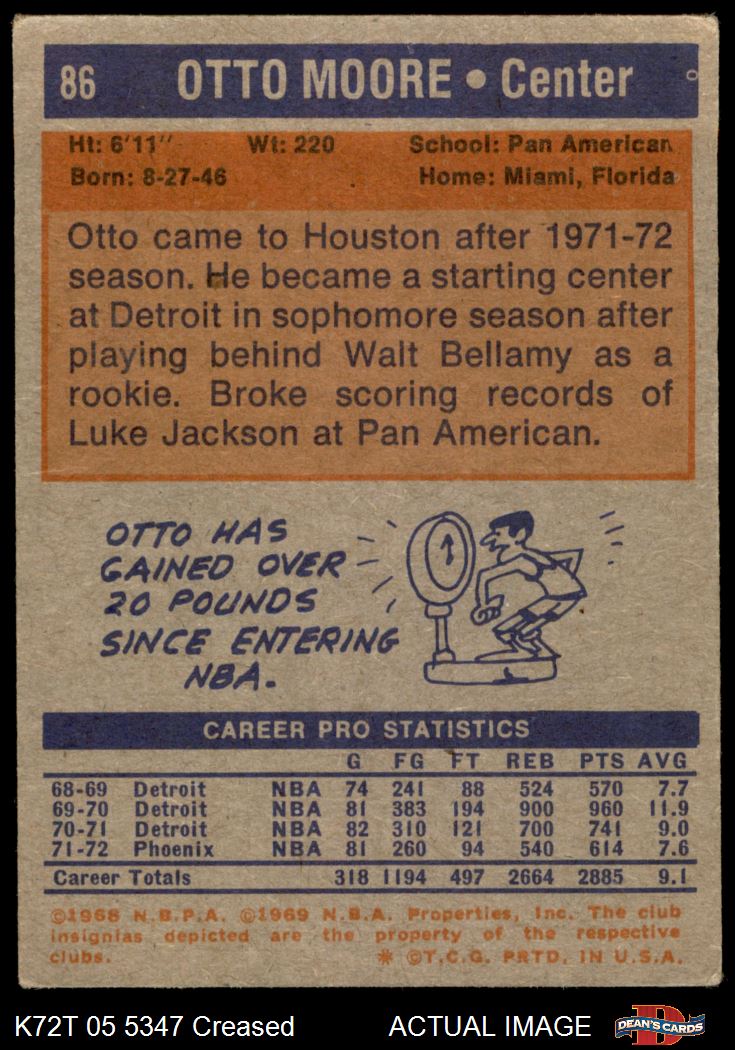 86 OTTO MOORE • Center
Ht: 6'11" Wt: 220 School: Pan American
Born: 8-27-46 Home: Miami, Florida
Otto came to Houston after 1971-72
season. He became a starting center
at Detroit in sophomore season after
playing behind Walt Bellamy as a
rookie. Broke scoring records of
Luke Jackson at Pan American.
OTTO HAS
GAINED OVER
20 POUNDS
SINCE ENTERING
NBA.
CAREER PRO STATISTICS
G FG FT REB PTS AVG
68-69 Detroit NBA 74 241 88 524 570 7.7
69-70 Detroit NBA 81 383 194 900 960 11.9
70-71 Detroit NBA 82 310 121 700 741 9.0
71-72 Phoenix NBA 81 260 94 540 614 7.6
Career Totals 318 1194 497 2664 2885 9.1
©1968 N.B.P.A. ©1969 N.B.A. Properties, Inc. The club
insignias depicted are the property of the respective
clubs. * ©T.C.G. PRTD. IN U.S.A.
K72T 05 5347 Creased ACTUAL IMAGE DEAN'S CARDS